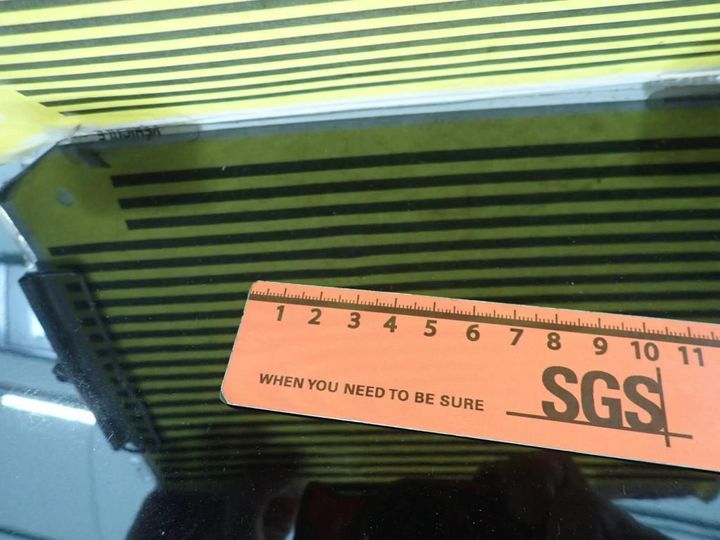 1 2 3 4 5 6 7 8 9 10 11
WHEN YOU NEED TO BE SURE
SGS